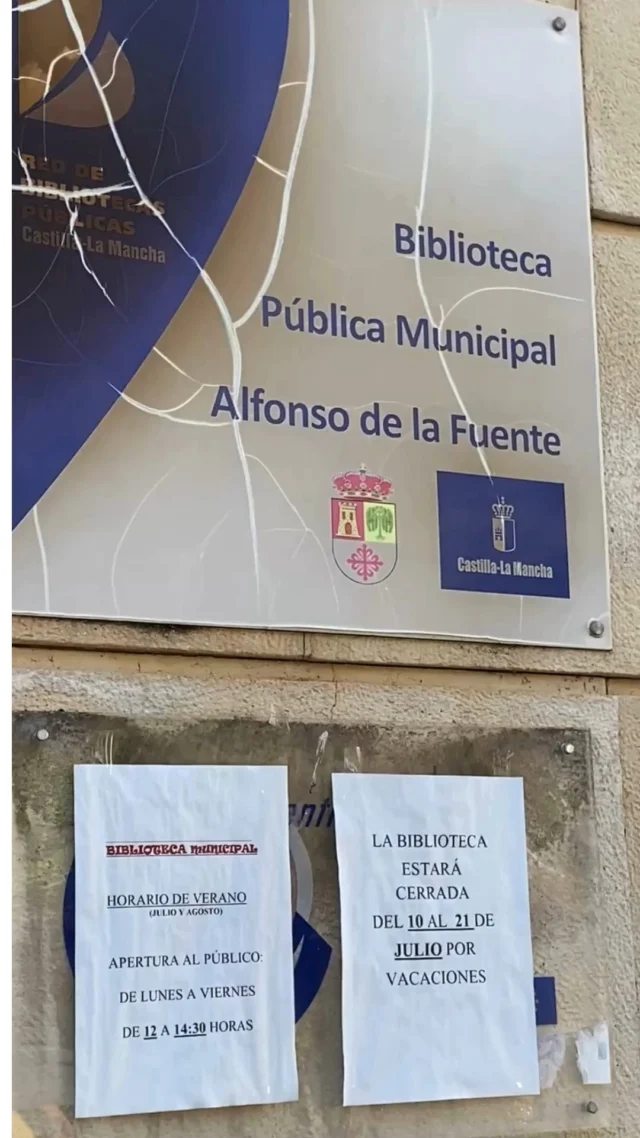 RED DE
BIBLIOTECAS
PÚBLICAS
Castilla-La Mancha
Biblioteca
Pública Municipal
Alfonso de la Fuente
Castilla-La Mancha
BIBLIOTECA MUNICIPAL
HORARIO DE VERANO
(JULIO Y AGOSTO)
APERTURA AL PÚBLICO:
DE LUNES A VIERNES
DE 12 A 14:30 HORAS
LA BIBLIOTECA
ESTARÁ
CERRADA
DEL 10 AL 21 DE
JULIO POR
VACACIONES